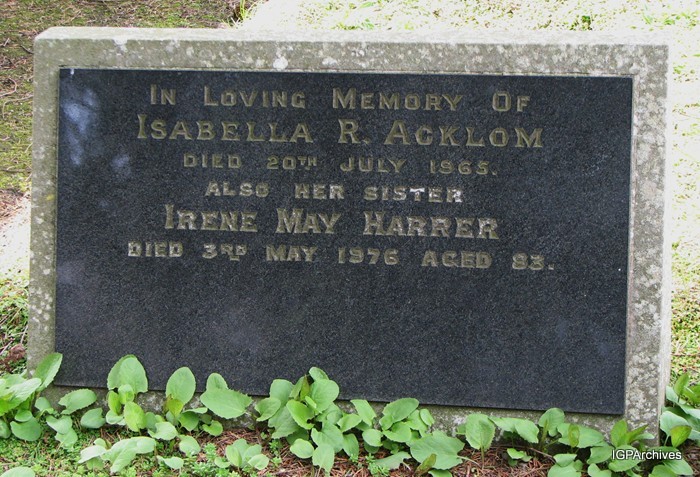 In Loving Memory Of
Isabella R. Acklom
DIED 20TH JULY 1965.
ALSO HER SISTER
Irene May Harrer
DIED 3RD MAY 1976 AGED 93.
IGPArchives